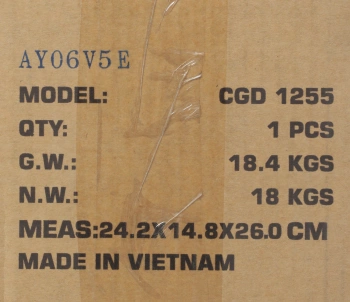 AY06V5E
MODEL: CGD 1255
QTY: 1 PCS
G.W.: 18.4 KGS
N.W.: 18 KGS
MEAS:24.2X14.8X26.0 CM
MADE IN VIETNAM